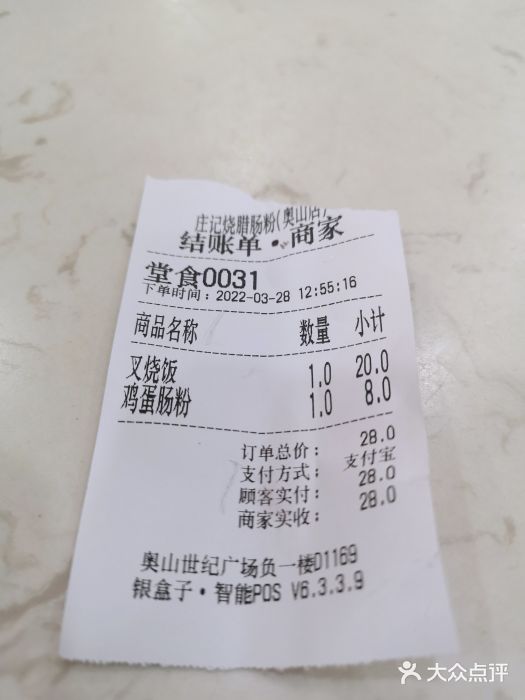 庄记烧腊肠粉(奥山店)
结账单·商家
堂食0031
下单时间：2022-03-28 12:55:16
商品名称 数量 小计
叉烧饭 1.0 20.0
鸡蛋肠粉 1.0 8.0
订单总价： 28.0
支付方式： 支付宝
顾客实付： 28.0
商家实收： 28.0
奥山世纪广场负一楼D1169
银盒子·智能POS V6.3.3.9
大众点评